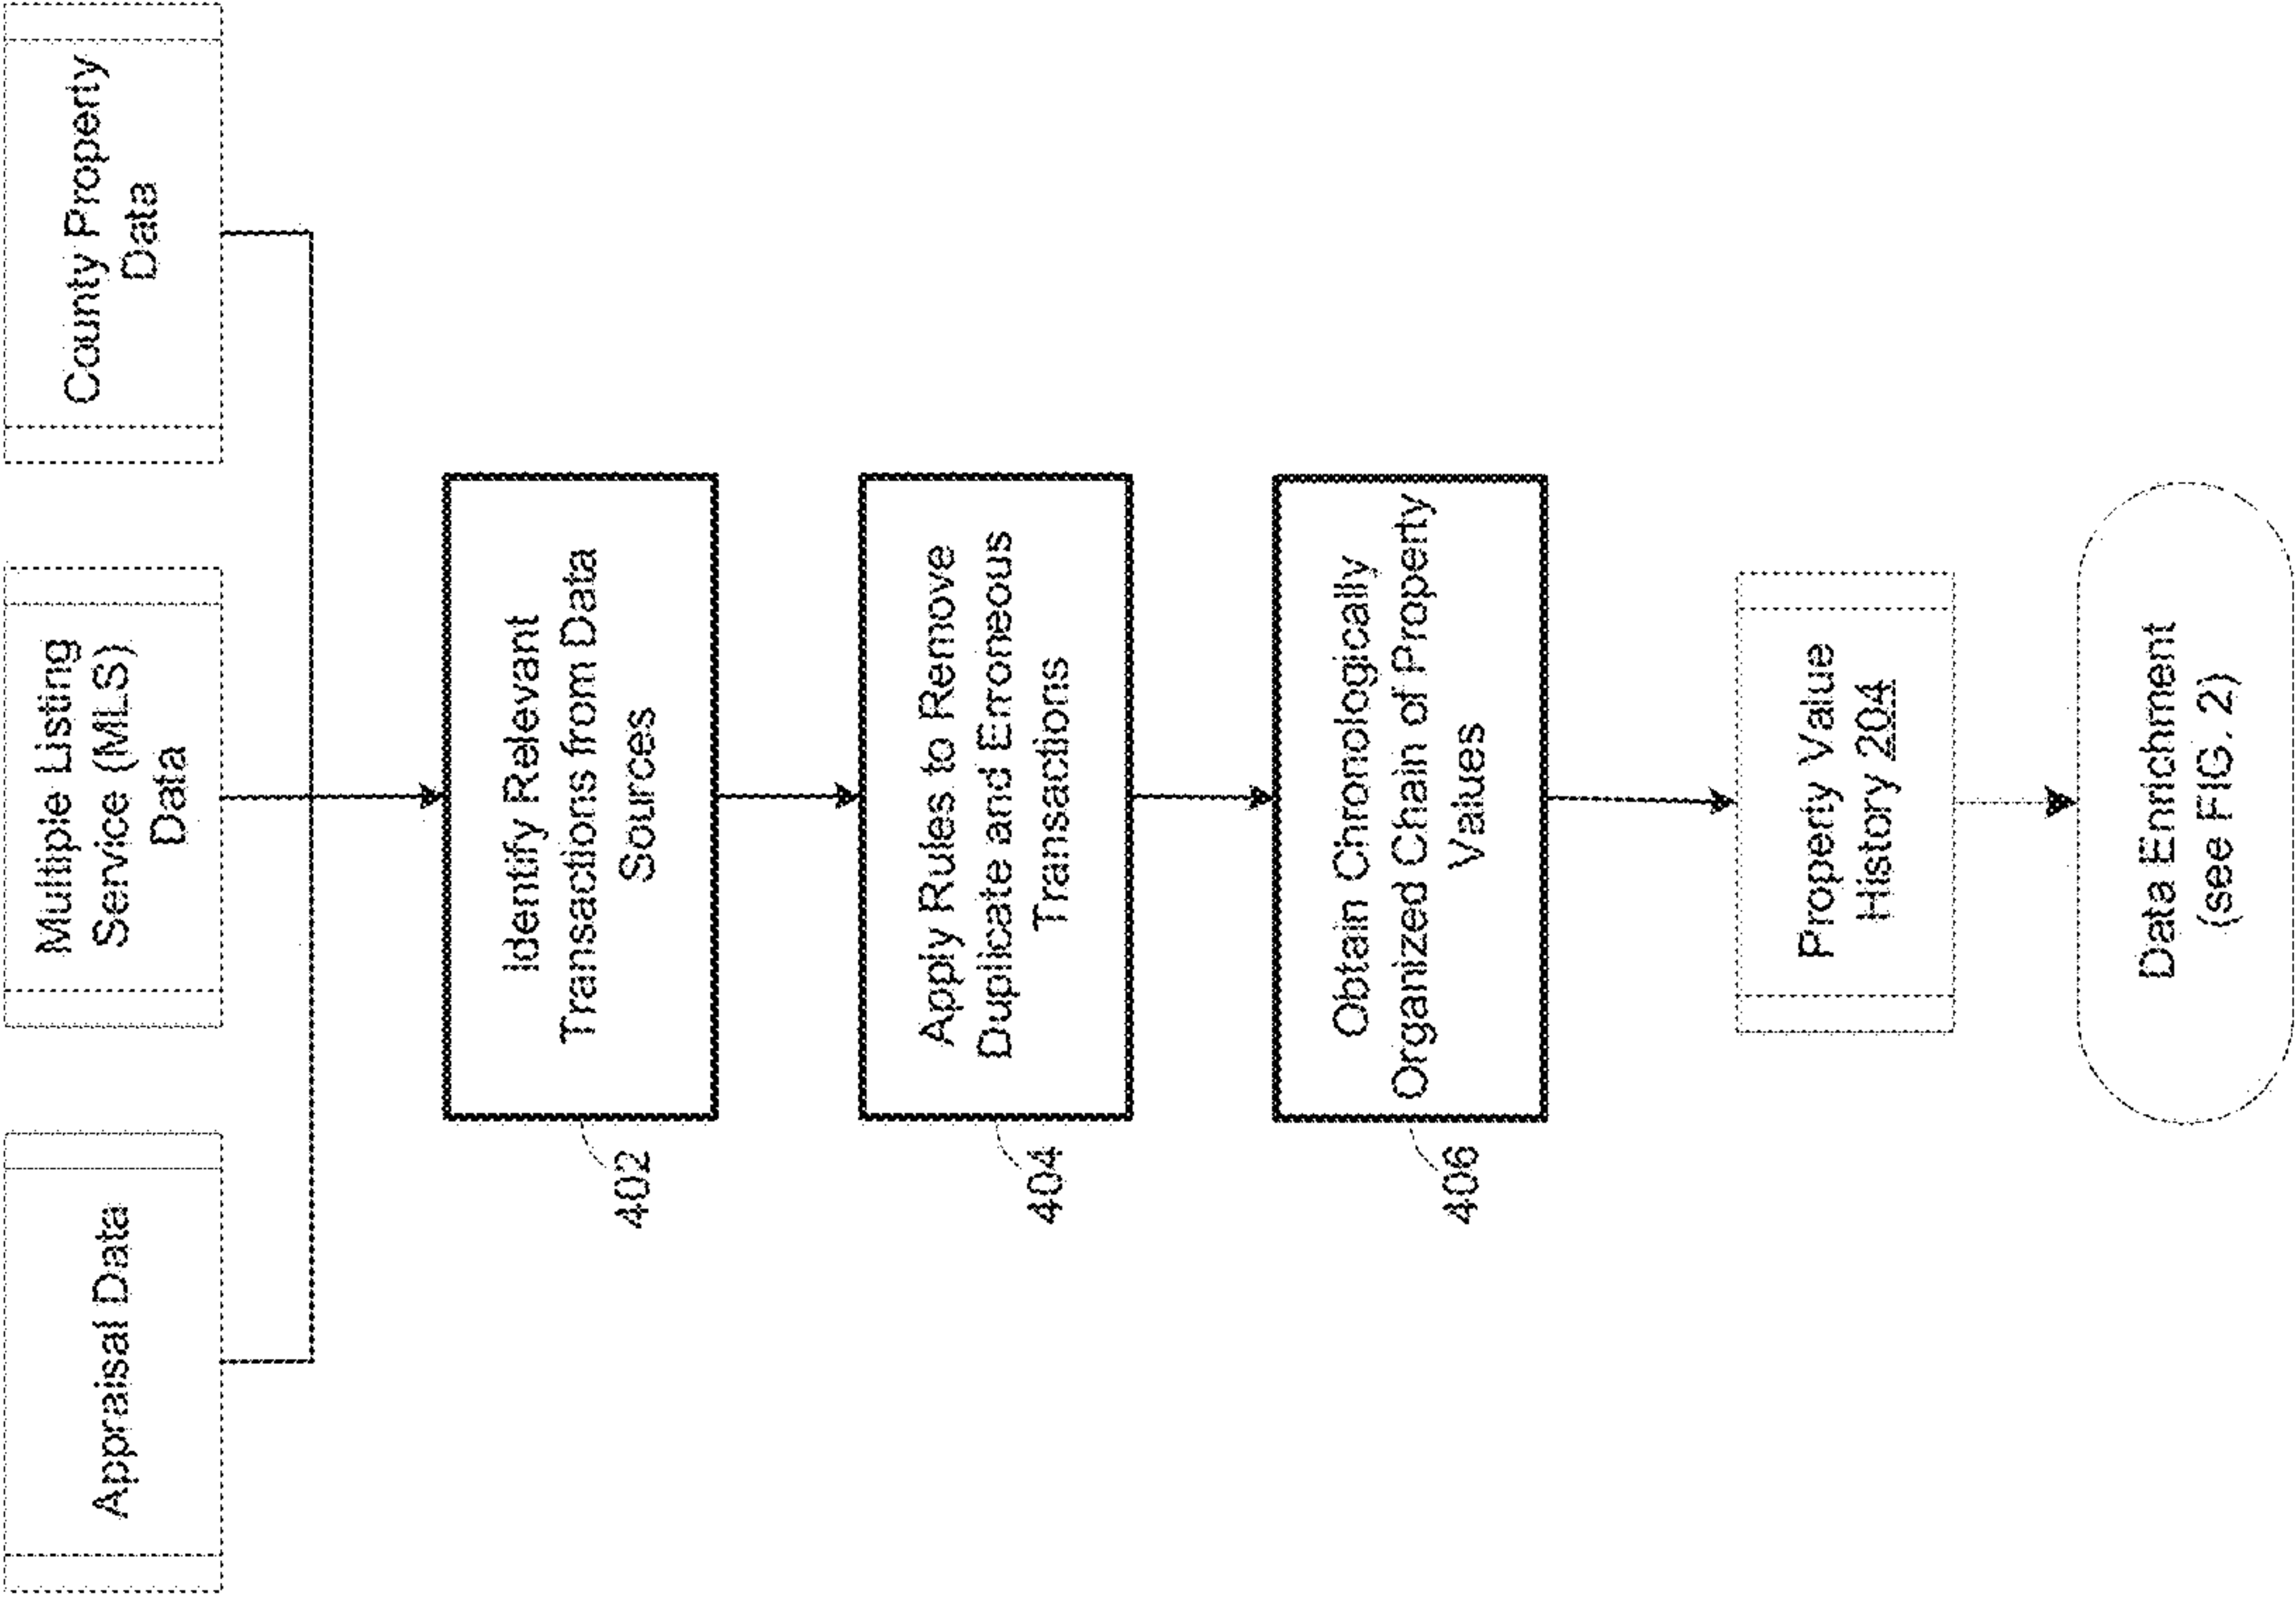 Appraisal Data
Multiple Listing
Service (MLS)
Data
County Property
Data
Identify Relevant
Transactions from Data
Sources
402
Apply Rules to Remove
Duplicate and Erroneous
Transactions
404
Obtain Chronologically
Organized Chain of Property
Values
406
Property Value
History 204
Data Enrichment
(see FIG. 2)